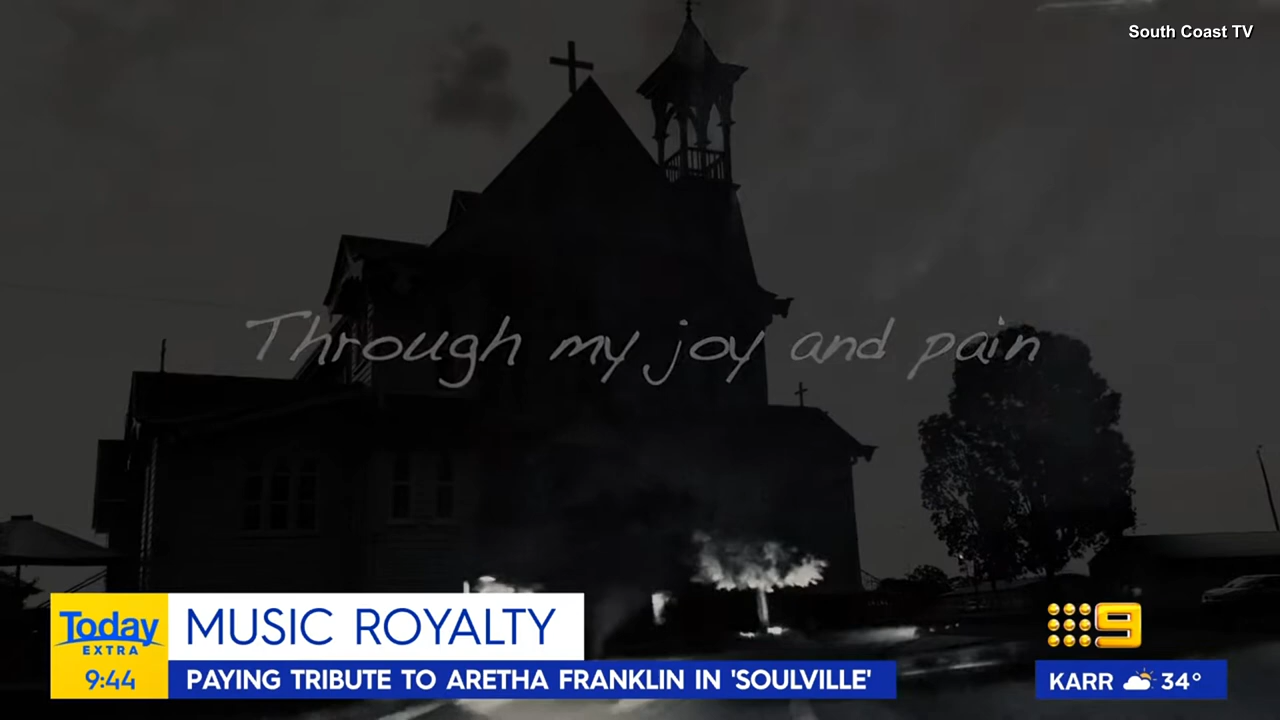 South Coast TV
Through my joy and pain
Today
EXTRA
9:44
MUSIC ROYALTY
PAYING TRIBUTE TO ARETHA FRANKLIN IN 'SOULVILLE'
9
KARR 34°